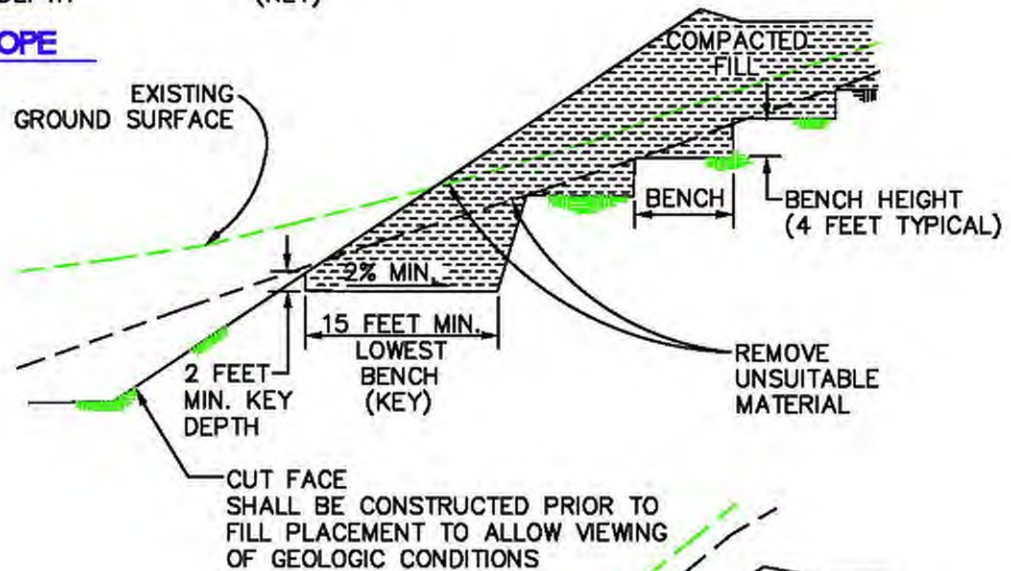 (KEY)
OPE
COMPACTED
FILL
EXISTING
GROUND SURFACE
BENCH
BENCH HEIGHT
(4 FEET TYPICAL)
2% MIN.
15 FEET MIN.
LOWEST
BENCH
(KEY)
2 FEET
MIN. KEY
DEPTH
REMOVE
UNSUITABLE
MATERIAL
CUT FACE
SHALL BE CONSTRUCTED PRIOR TO
FILL PLACEMENT TO ALLOW VIEWING
OF GEOLOGIC CONDITIONS